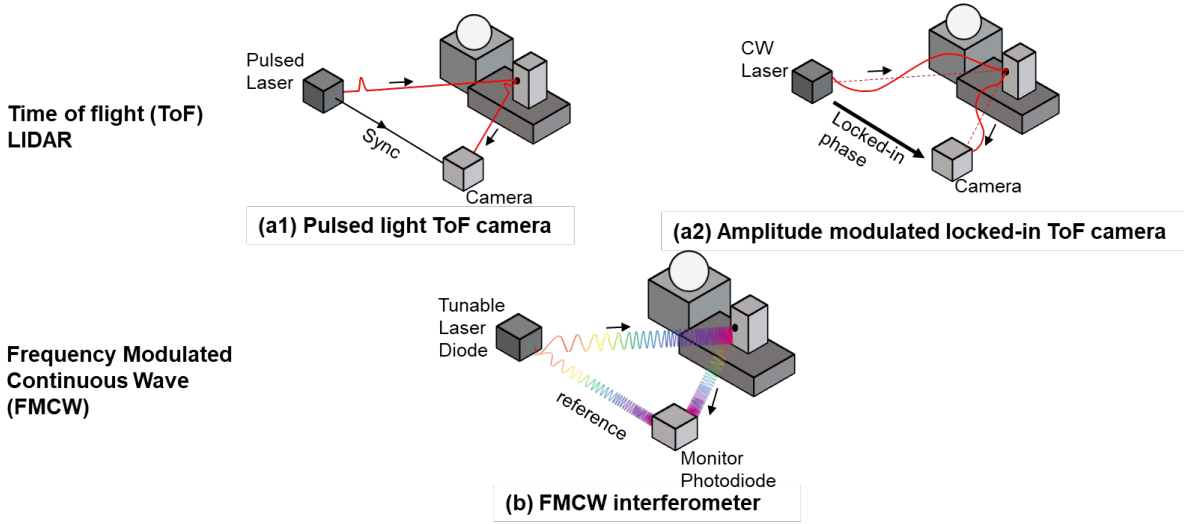 Time of flight (ToF)
LIDAR
Pulsed
Laser
Sync
Camera
(a1) Pulsed light ToF camera
CW
Laser
Locked-in
phase
Camera
(a2) Amplitude modulated locked-in ToF camera
Frequency Modulated
Continuous Wave
(FMCW)
Tunable
Laser
Diode
reference
Monitor
Photodiode
(b) FMCW interferometer